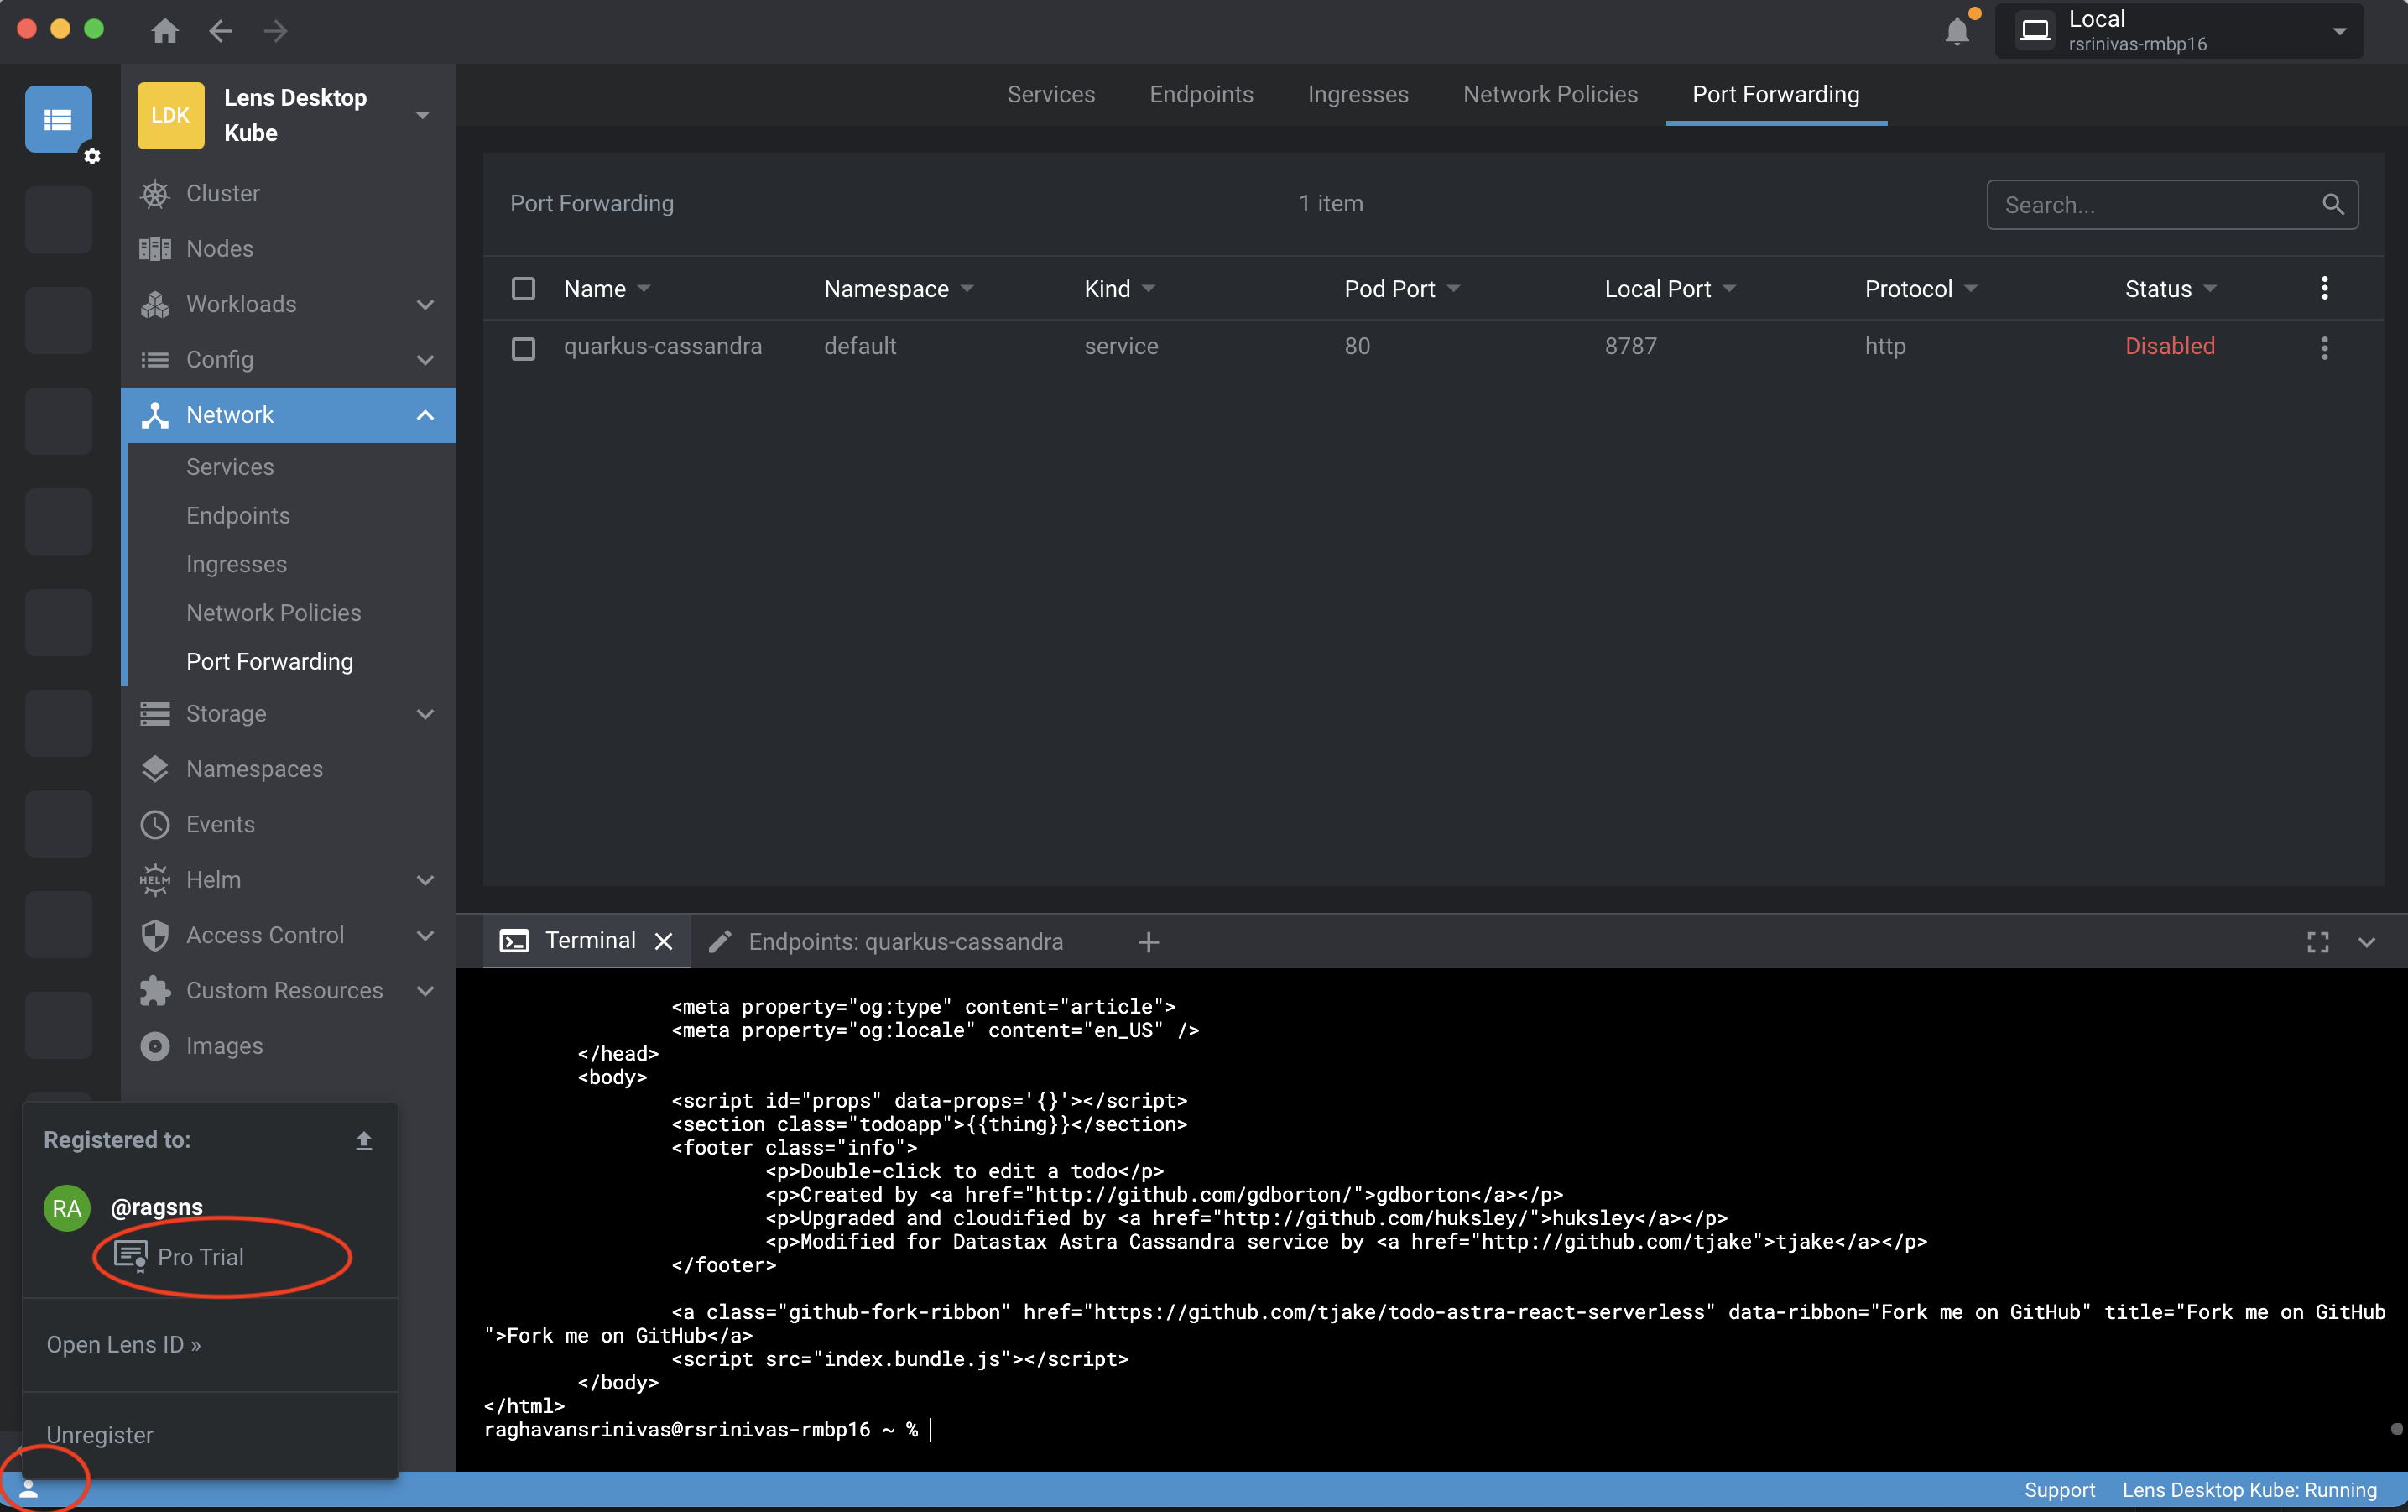 Local
rsrinivas-rmbp16
LDK
Lens Desktop
Kube
Cluster
Nodes
Workloads
Config
Network
Services
Endpoints
Ingresses
Network Policies
Port Forwarding
Storage
Namespaces
Events
HELM
Helm
Access Control
Custom Resources
Images
Registered to:
RA
@ragsns
Pro Trial
Open Lens ID »
Unregister
Services Endpoints Ingresses Network Policies Port Forwarding
Port Forwarding 1 item Search...
Name Namespace Kind Pod Port Local Port Protocol Status
quarkus-cassandra default service 80 8787 http Disabled
Terminal Endpoints: quarkus-cassandra
<meta property="og:type" content="article">
<meta property="og:locale" content="en_US" />
</head>
<body>
<script id="props" data-props='{}'></script>
<section class="todoapp">{{thing}}</section>
<footer class="info">
<p>Double-click to edit a todo</p>
<p>Created by <a href="http://github.com/gdborton/">gdborton</a></p>
<p>Upgraded and cloudified by <a href="http://github.com/huksley/">huksley</a></p>
<p>Modified for Datastax Astra Cassandra service by <a href="http://github.com/tjake">tjake</a></p>
</footer>
<a class="github-fork-ribbon" href="https://github.com/tjake/todo-astra-react-serverless" data-ribbon="Fork me on GitHub" title="Fork me on GitHub
">Fork me on GitHub</a>
<script src="index.bundle.js"></script>
</body>
</html>
raghavansrinivas@rsrinivas-rmbp16 ~ %
Support Lens Desktop Kube: Running